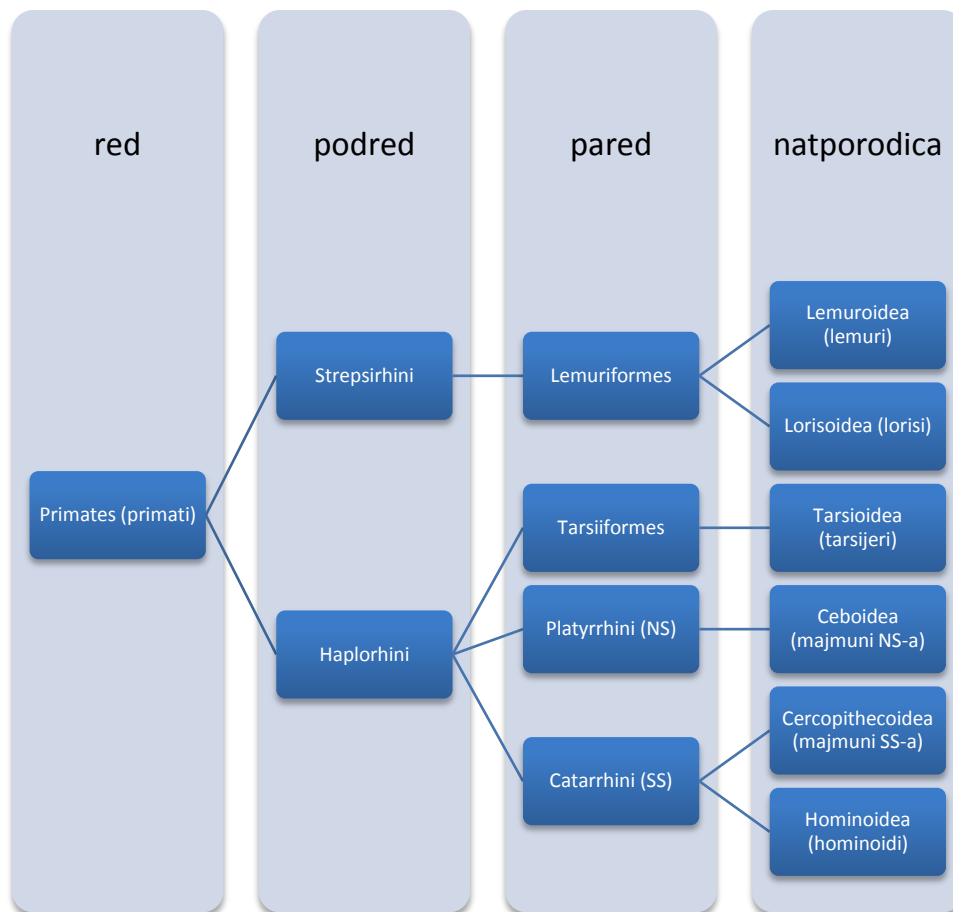 red
podred
pared
natporodica
Primates (primati)
Strepsirhini
Haplorhini
Lemuriformes
Tarsiiformes
Platyrrhini (NS)
Catarrhini (SS)
Lemuroidea
(lemuri)
Lorisoidea (lorisi)
Tarsioidea
(tarsijeri)
Ceboidea
(majmuni NS-a)
Cercopithecoidea
(majmuni SS-a)
Hominoidea
(hominoidi)